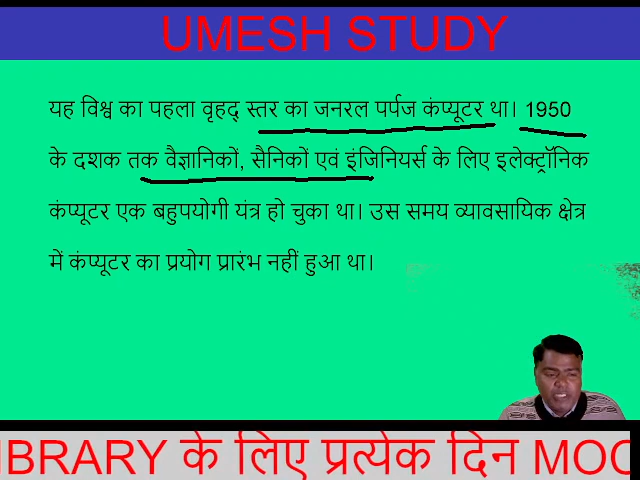 UMESH STUDY
यह विश्व का पहला वृहद् स्तर का जनरल पर्पज कंप्यूटर था। 1950
के दशक तक वैज्ञानिकों, सैनिकों एवं इंजिनियर्स के लिए इलेक्ट्रॉनिक
कंप्यूटर एक बहुपयोगी यंत्र हो चुका था। उस समय व्यावसायिक क्षेत्र
में कंप्यूटर का प्रयोग प्रारंभ नहीं हुआ था।
IBRARY के लिए प्रत्येक दिन MOC